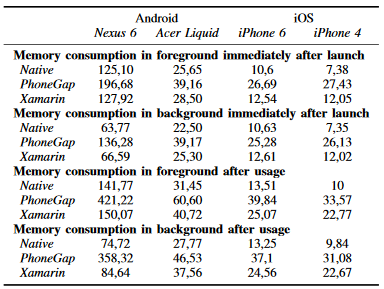 Android iOS
Nexus 6 Acer Liquid iPhone 6 iPhone 4
Memory consumption in foreground immediately after launch
Native 125,10 25,65 10,6 7,38
PhoneGap 196,68 39,16 26,69 27,43
Xamarin 127,92 28,50 12,54 12,05
Memory consumption in background immediately after launch
Native 63,77 22,50 10,63 7,35
PhoneGap 136,28 39,17 25,28 26,13
Xamarin 66,59 25,30 12,61 12,02
Memory consumption in foreground after usage
Native 141,77 31,45 13,51 10
PhoneGap 421,22 60,60 39,84 33,57
Xamarin 150,07 40,72 25,07 22,77
Memory consumption in background after usage
Native 74,72 27,77 13,25 9,84
PhoneGap 358,32 46,53 37,1 31,08
Xamarin 84,64 37,56 24,56 22,67